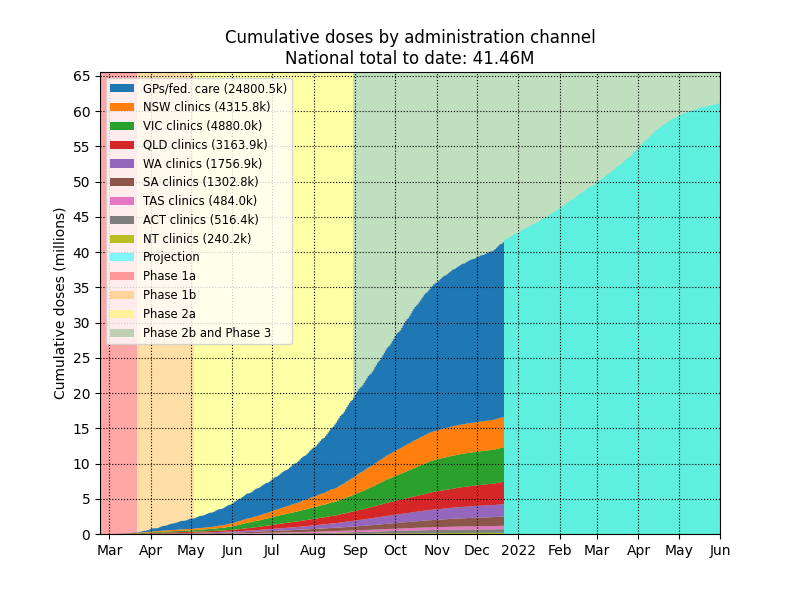 Cumulative doses by administration channel
National total to date: 41.46M
Cumulative doses (millions)
65
60
55
50
45
40
35
30
25
20
15
10
5
0
GPs/fed. care (24800.5k)
NSW clinics (4315.8k)
VIC clinics (4880.0k)
QLD clinics (3163.9k)
WA clinics (1756.9k)
SA clinics (1302.8k)
TAS clinics (484.0k)
ACT clinics (516.4k)
NT clinics (240.2k)
Projection
Phase 1a
Phase 1b
Phase 2a
Phase 2b and Phase 3
Mar Apr May Jun Jul Aug Sep Oct Nov Dec 2022 Feb Mar Apr May Jun